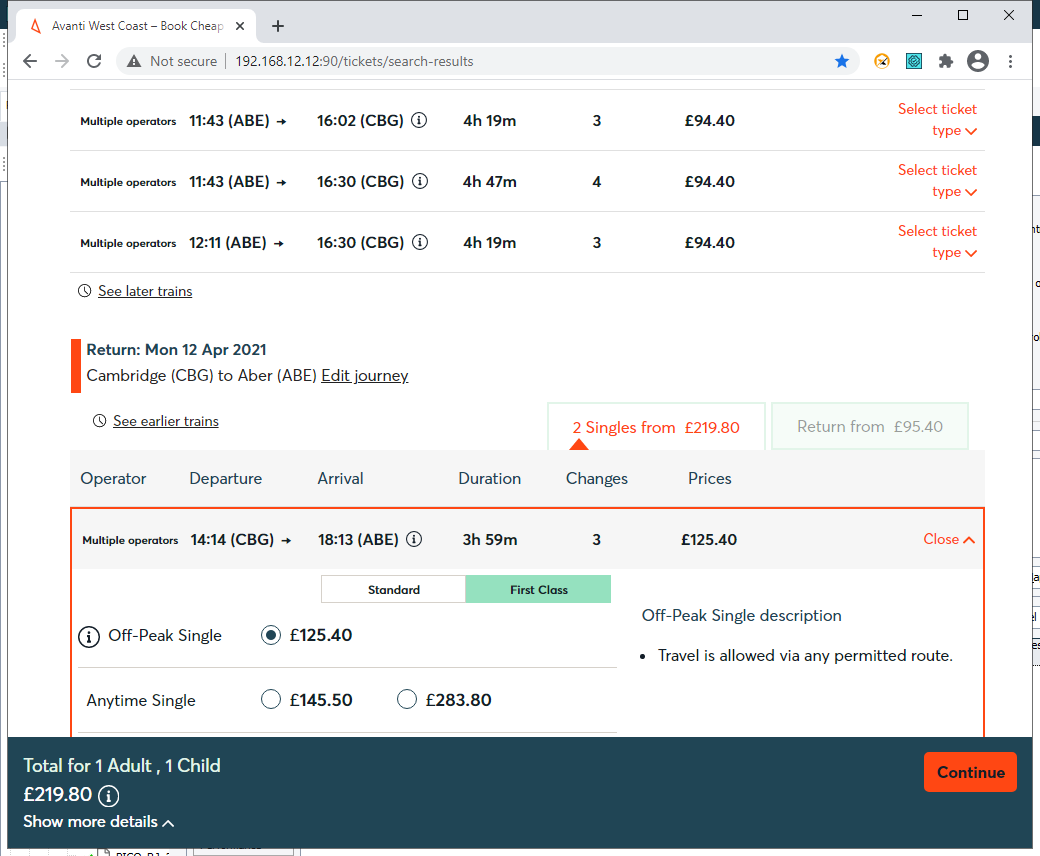 Avanti West Coast – Book Cheap
Not secure 192.168.12.12:90/tickets/search-results
Multiple operators 11:43 (ABE) → 16:02 (CBG) 4h 19m 3 £94.40 Select ticket type
Multiple operators 11:43 (ABE) → 16:30 (CBG) 4h 47m 4 £94.40 Select ticket type
Multiple operators 12:11 (ABE) → 16:30 (CBG) 4h 19m 3 £94.40 Select ticket type
See later trains
Return: Mon 12 Apr 2021
Cambridge (CBG) to Aber (ABE) Edit journey
See earlier trains
2 Singles from £219.80
Return from £95.40
Operator Departure Arrival Duration Changes Prices
Multiple operators 14:14 (CBG) → 18:13 (ABE) 3h 59m 3 £125.40 Close
Standard First Class
Off-Peak Single £125.40
Off-Peak Single description
• Travel is allowed via any permitted route.
Anytime Single £145.50 £283.80
Total for 1 Adult , 1 Child
£219.80
Show more details
Continue